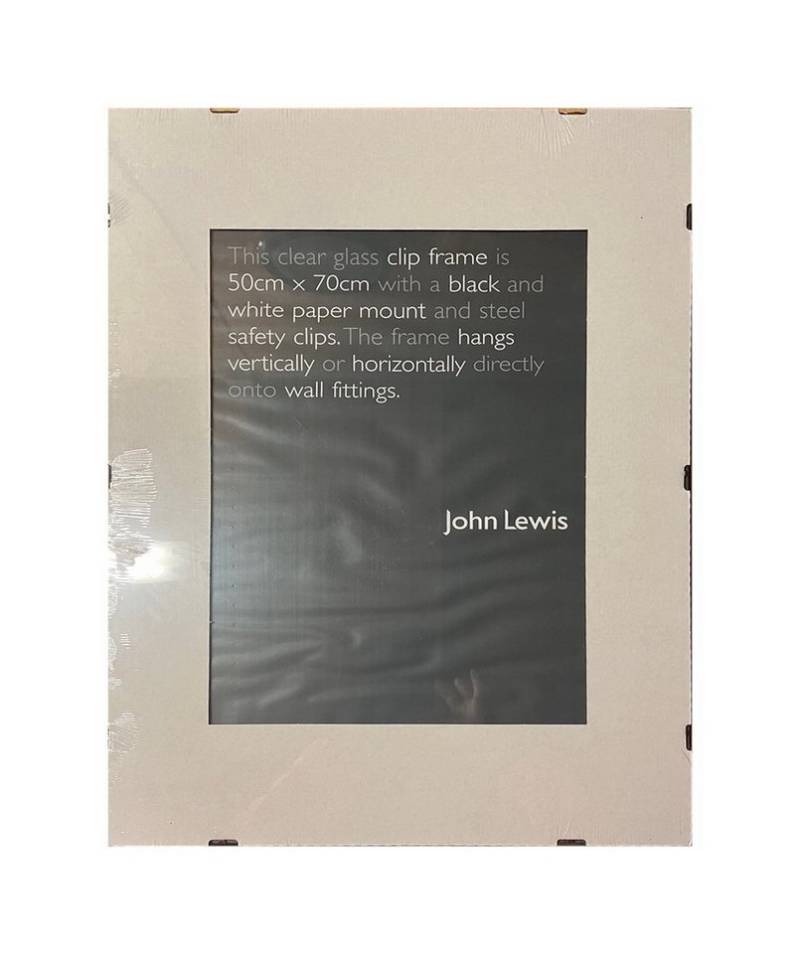 This clear glass clip frame is
50cm x 70cm with a black and
white paper mount and steel
safety clips. The frame hangs
vertically or horizontally directly
onto wall fittings.
John Lewis